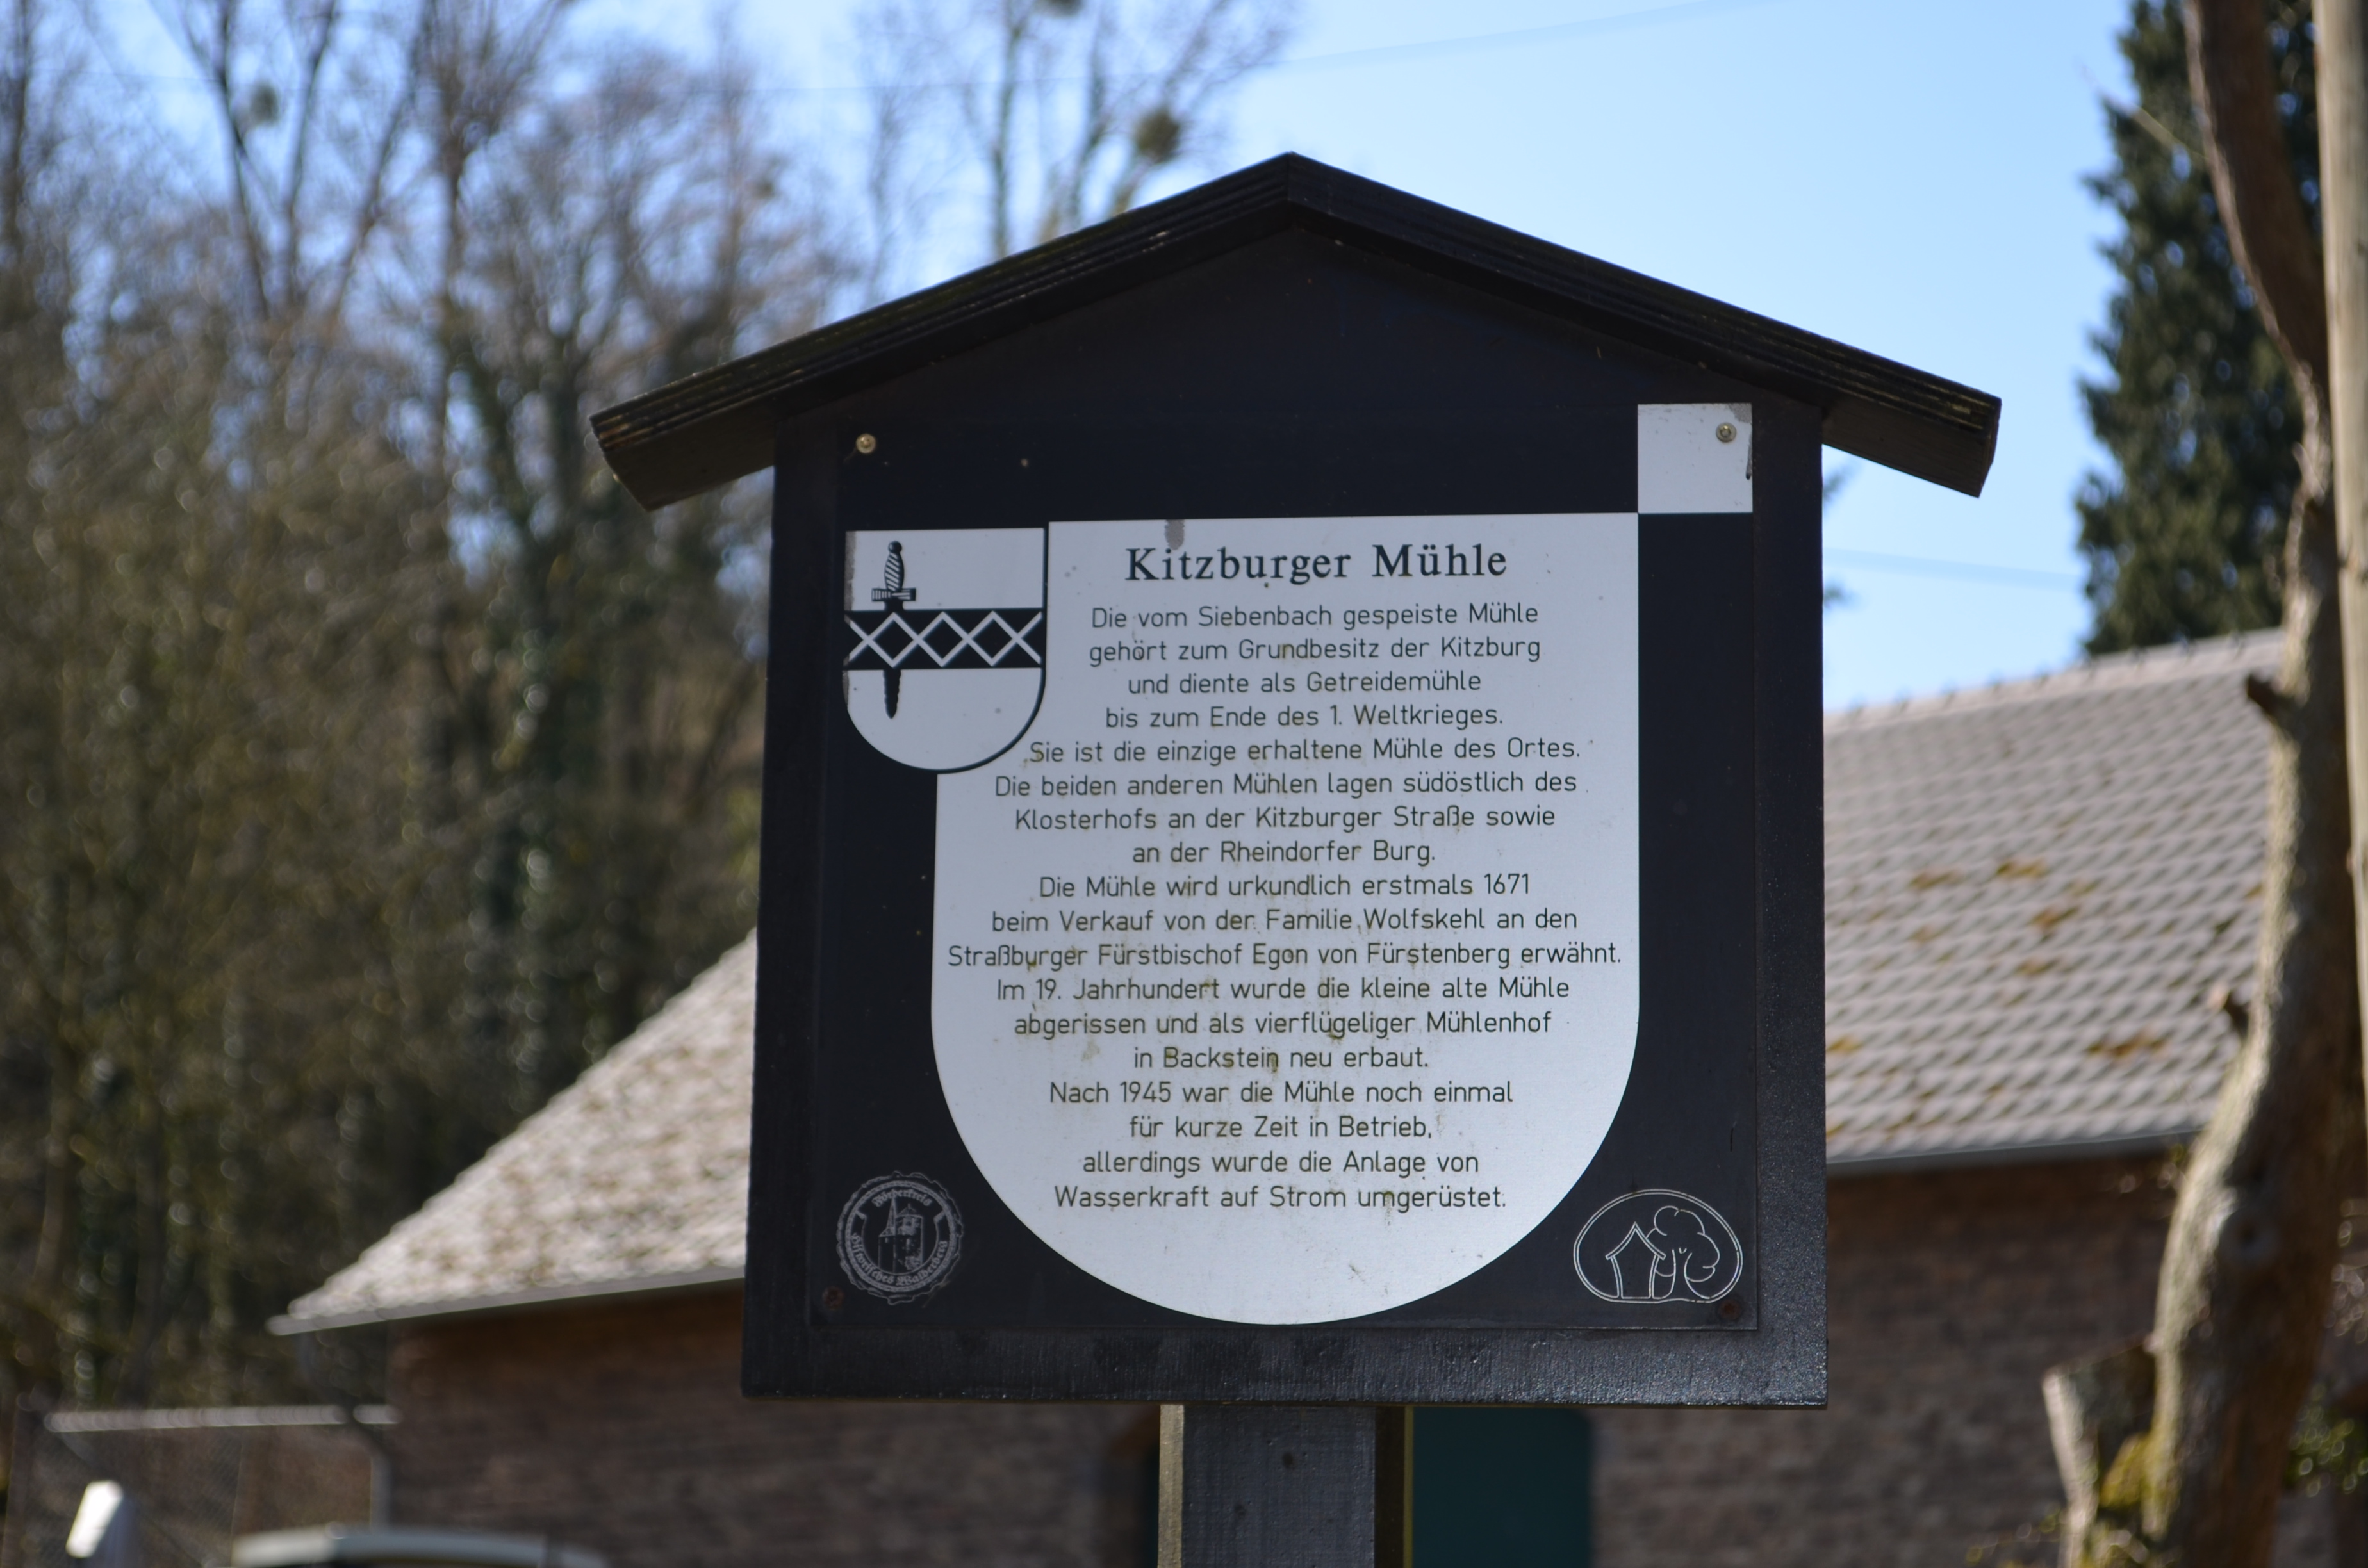 Kitzburger Mühle
Die vom Siebenbach gespeiste Mühle
gehört zum Grundbesitz der Kitzburg
und diente als Getreidemühle
bis zum Ende des 1. Weltkrieges.
Sie ist die einzige erhaltene Mühle des Ortes.
Die beiden anderen Mühlen lagen südöstlich des
Klosterhofs an der Kitzburger Straße sowie
an der Rheindorfer Burg.
Die Mühle wird urkundlich erstmals 1671
beim Verkauf von der Familie Wolfskehl an den
Straßburger Fürstbischof Egon von Fürstenberg erwähnt.
Im 19. Jahrhundert wurde die kleine alte Mühle
abgerissen und als vierflügeliger Mühlenhof
in Backstein neu erbaut.
Nach 1945 war die Mühle noch einmal
für kurze Zeit in Betrieb,
allerdings wurde die Anlage von
Wasserkraft auf Strom umgerüstet.
Förderkreis
Historisches Walberberg